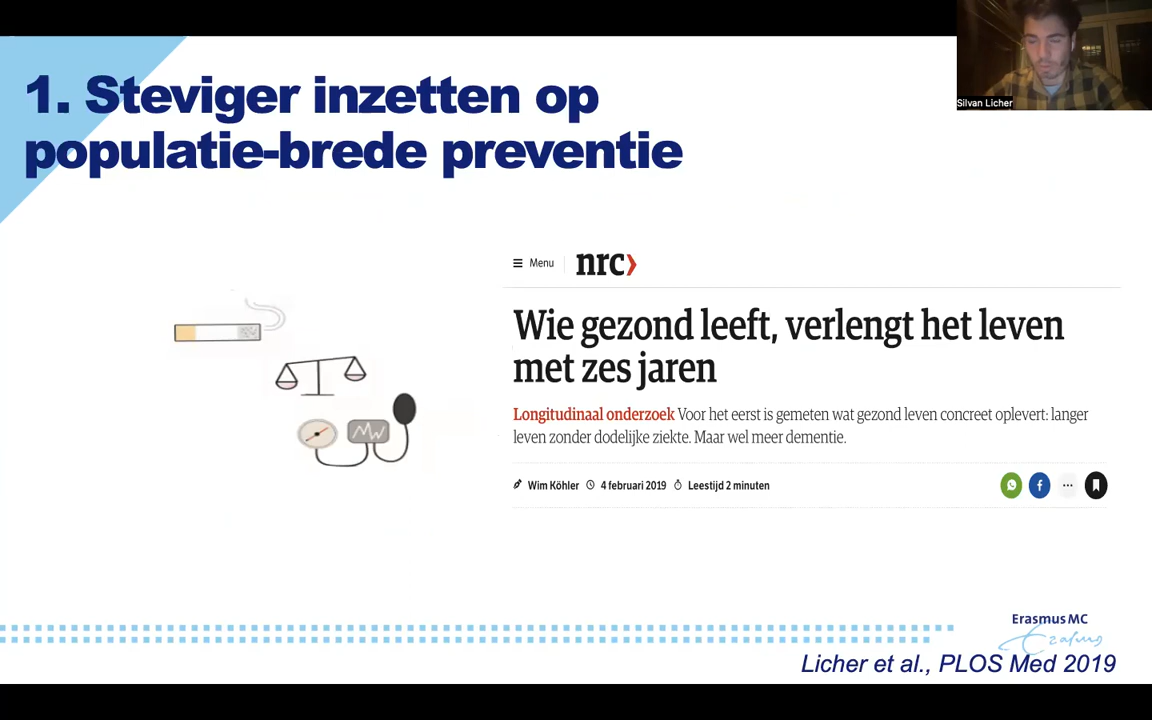 1. Steviger inzetten op
populatie-brede preventie
Silvan Licher
Menu
nrc
Wie gezond leeft, verlengt het leven
met zes jaren
Longitudinaal onderzoek Voor het eerst is gemeten wat gezond leven concreet oplevert: langer
leven zonder dodelijke ziekte. Maar wel meer dementie.
Wim Köhler 4 februari 2019 Leestijd 2 minuten
Erasmus MC
Erasmus
Licher et al., PLOS Med 2019